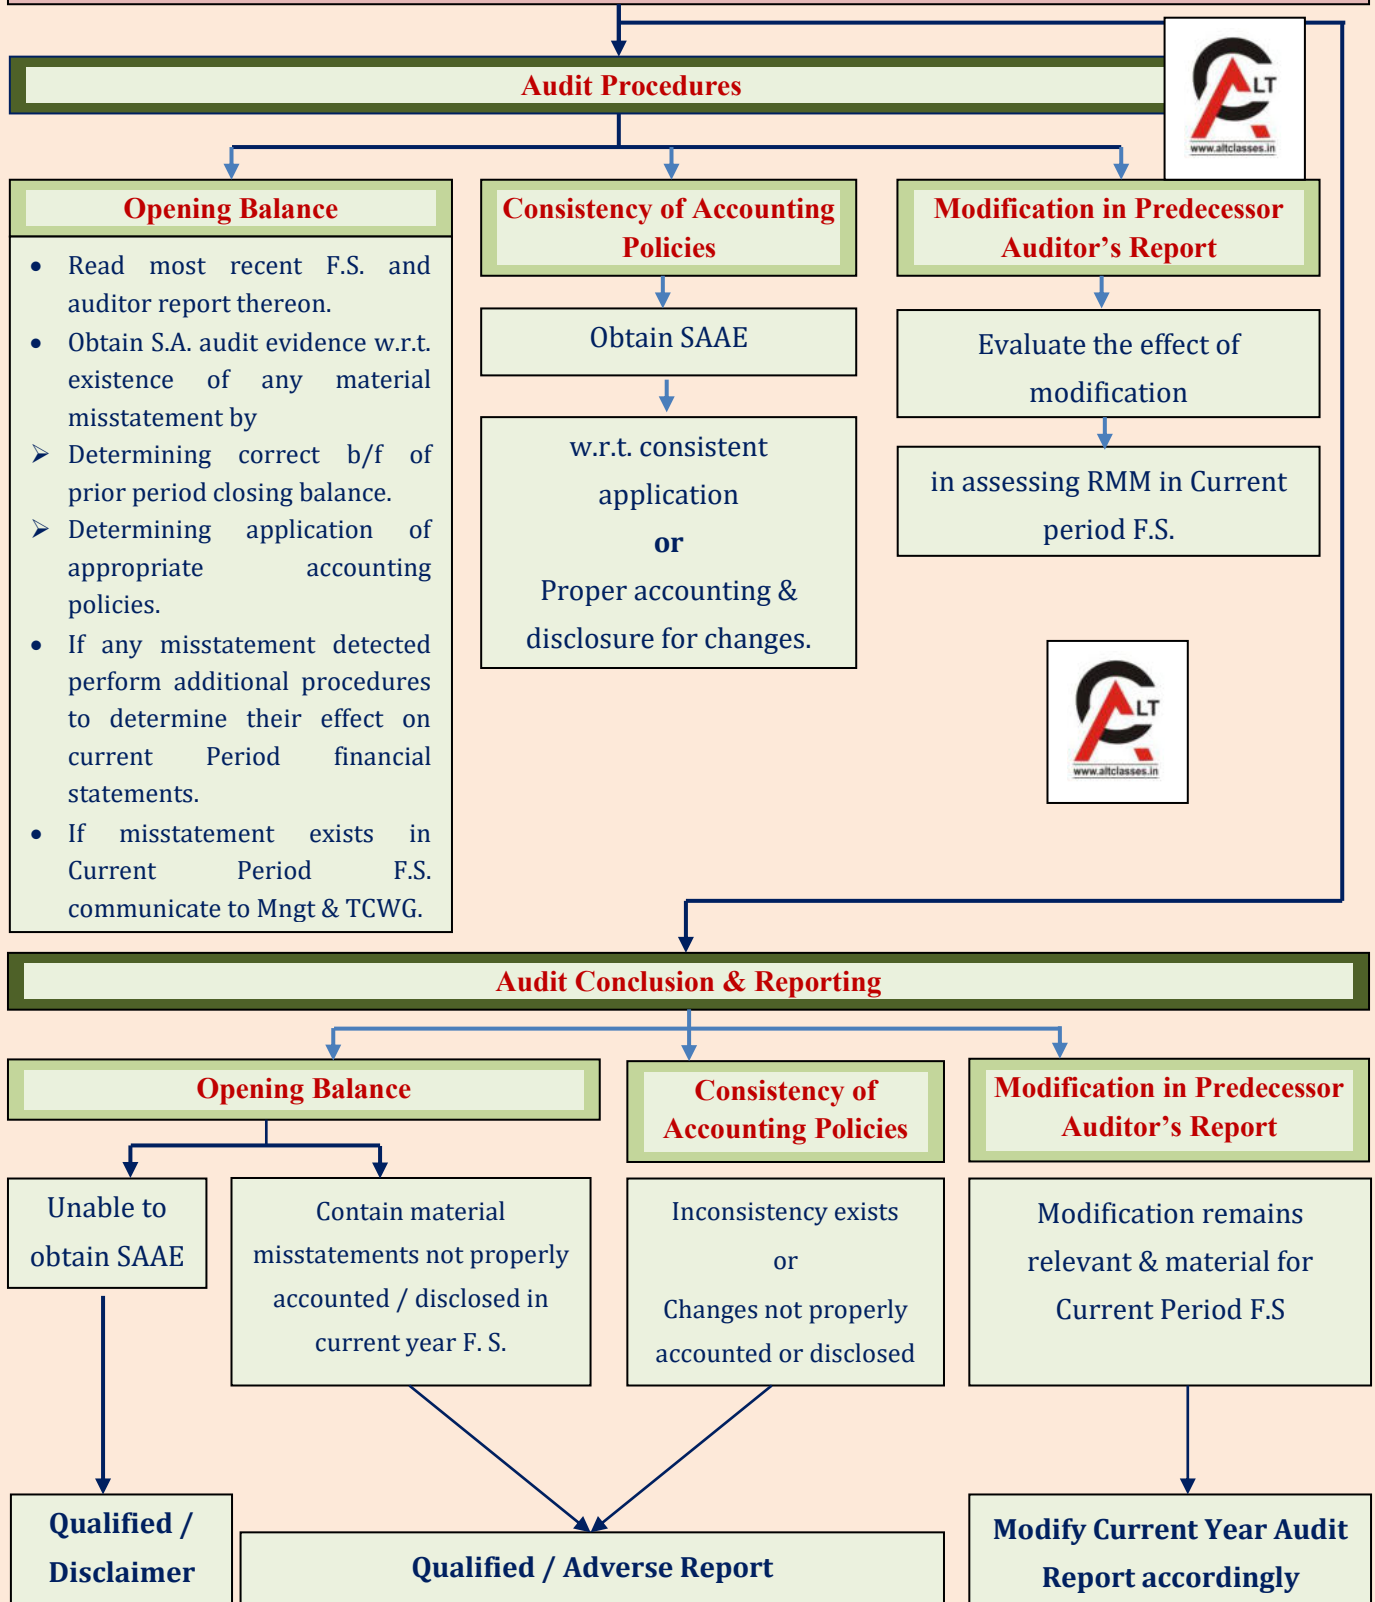 Audit Procedures
LT
www.altclasses.in
Opening Balance
• Read most recent F.S. and
auditor report thereon.
• Obtain S.A. audit evidence w.r.t.
existence of any material
misstatement by
➢ Determining correct b/f of
prior period closing balance.
➢ Determining application of
appropriate accounting
policies.
• If any misstatement detected
perform additional procedures
to determine their effect on
current Period financial
statements.
• If misstatement exists in
Current Period F.S.
communicate to Mngt & TCWG.
Consistency of Accounting
Policies
Obtain SAAE
w.r.t. consistent
application
or
Proper accounting &
disclosure for changes.
Modification in Predecessor
Auditor’s Report
Evaluate the effect of
modification
in assessing RMM in Current
period F.S.
LT
www.altclasses.in
Audit Conclusion & Reporting
Opening Balance
Unable to
obtain SAAE
Qualified /
Disclaimer
Contain material
misstatements not properly
accounted / disclosed in
current year F. S.
Consistency of
Accounting Policies
Inconsistency exists
or
Changes not properly
accounted or disclosed
Qualified / Adverse Report
Modification in Predecessor
Auditor’s Report
Modification remains
relevant & material for
Current Period F.S
Modify Current Year Audit
Report accordingly